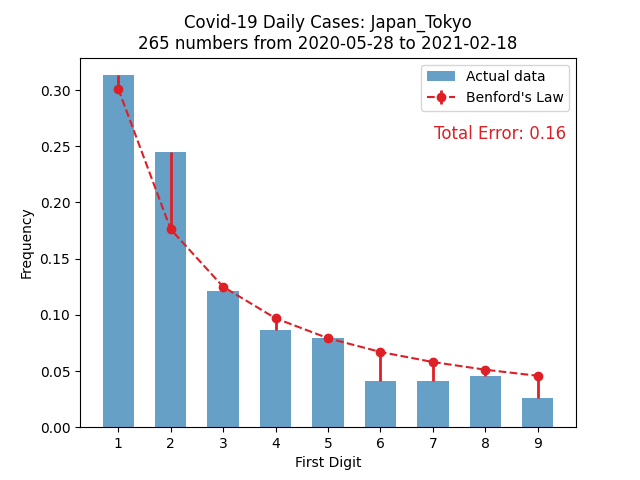 Covid-19 Daily Cases: Japan_Tokyo
265 numbers from 2020-05-28 to 2021-02-18
Actual data
Benford's Law
Total Error: 0.16
Frequency
0.30
0.25
0.20
0.15
0.10
0.05
0.00
1 2 3 4 5 6 7 8 9
First Digit